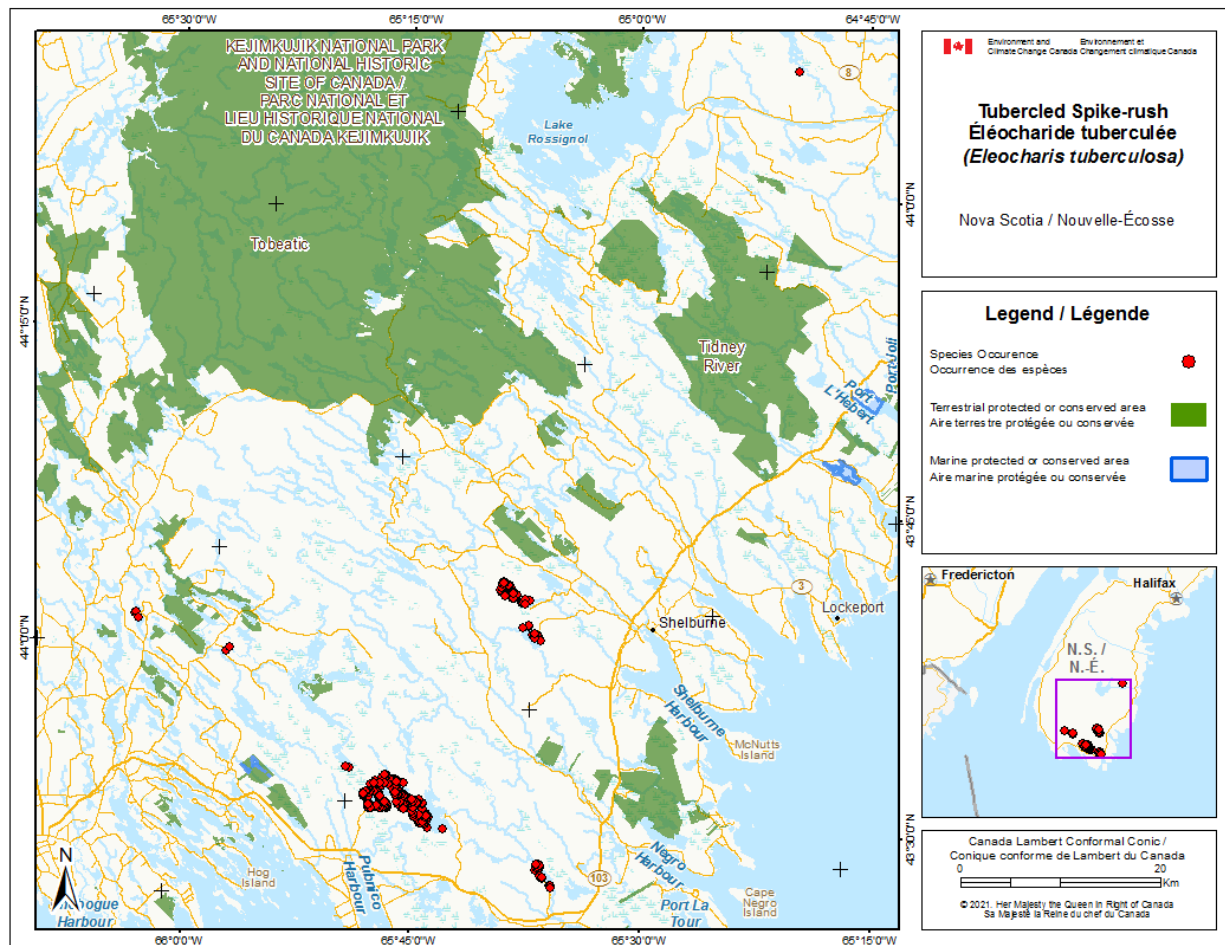 65°30'0"W
65°15'0"W
65°0'0"W
64°45'0"W
KEJIMKUJIK NATIONAL PARK
AND NATIONAL HISTORIC
SITE OF CANADA /
PARC NATIONAL ET
LIEU HISTORIQUE NATIONAL
DU CANADA KEJIMKUJIK
8
Lake
Rossignol
44°0'0"N
Tobeatic
44°15'0"N
Tidney
River
Port Joli
Port
L'Hebert
43°45'0"N
3
Lockeport
Shelburne
44°0'0"N
Shelburne
Harbour
McNutts
Island
43°30'0"N
N
Hog
Island
Pubnico
Harbour
103
Negro
Harbour
Cape
Negro
Island
Port La
Tour
Harbour
66°0'0"W
65°45'0"W
65°30'0"W
65°15'0"W
Environment and
Climate Change Canada
Environnement et
Changement climatique Canada
Tubercled Spike-rush
Éléocharide tuberculée
(Eleocharis tuberculosa)
Nova Scotia / Nouvelle-Écosse
Legend / Légende
Species Occurence
Occurrence des espèces
Terrestrial protected or conserved area
Aire terrestre protégée ou conservée
Marine protected or conserved area
Aire marine protégée ou conservée
Fredericton
Halifax
N.S. /
N.-É.
Canada Lambert Conformal Conic /
Conique conforme de Lambert du Canada
0
20
Km
© 2021. Her Majesty the Queen in Right of Canada
Sa Majesté la Reine du chef du Canada